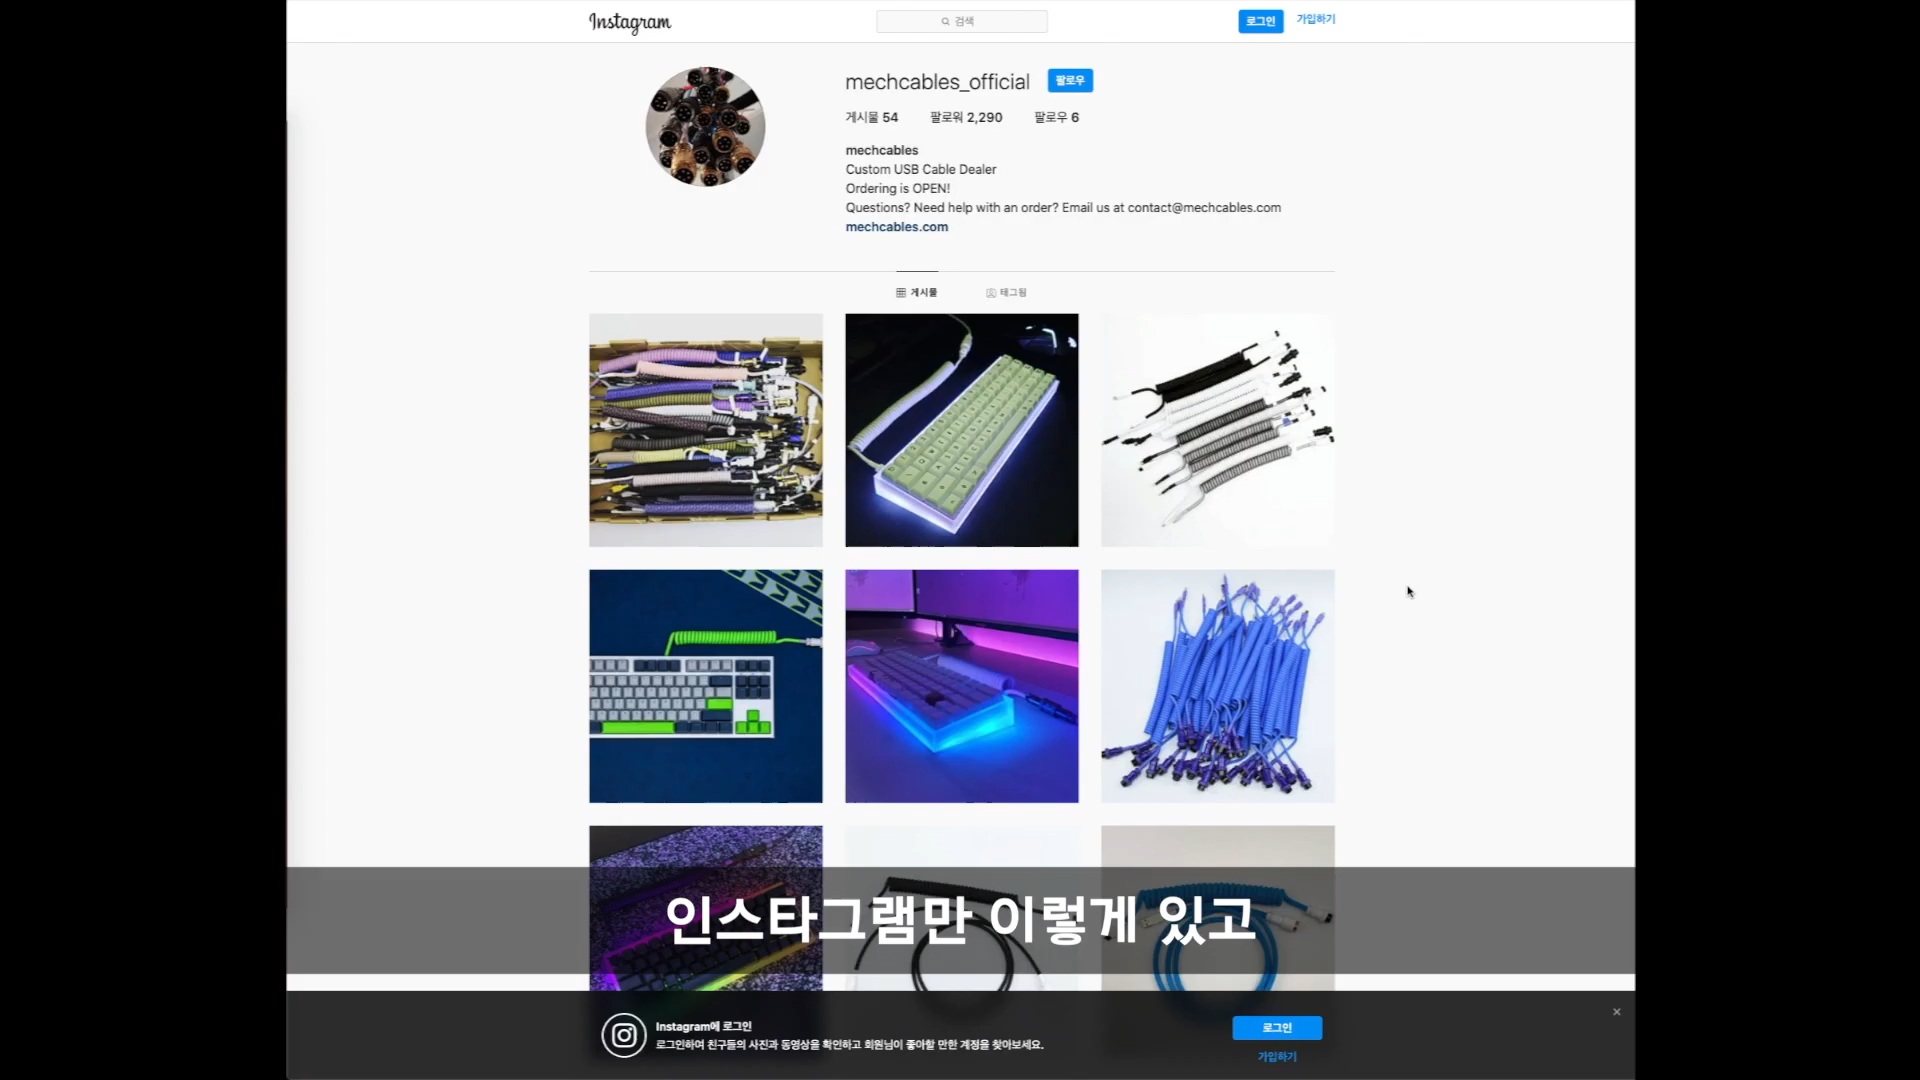 Instagram
검색
로그인
가입하기
mechcables_official
팔로우
게시물 54 팔로워 2,290 팔로우 6
mechcables
Custom USB Cable Dealer
Ordering is OPEN!
Questions? Need help with an order? Email us at contact@mechcables.com
mechcables.com
게시물
태그됨
인스타그램만 이렇게 있고
Instagram에 로그인
로그인하여 친구들의 사진과 동영상을 확인하고 회원님이 좋아할 만한 계정을 찾아보세요.
로그인
가입하기